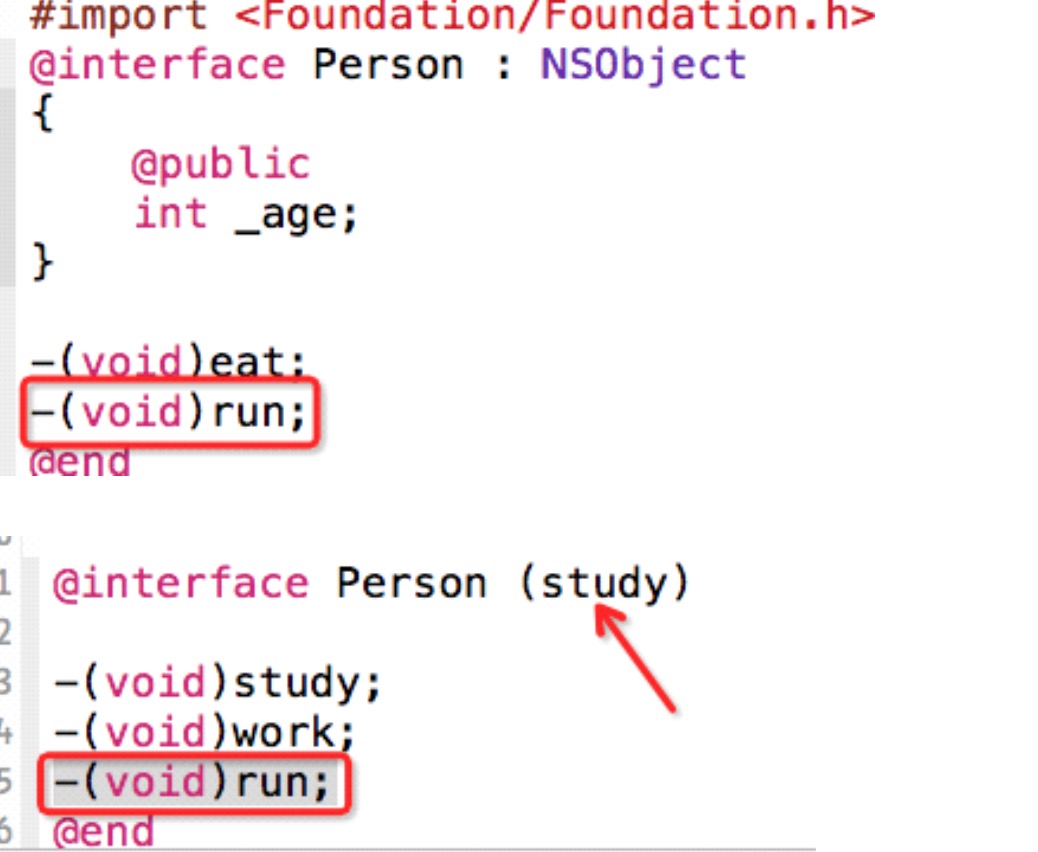 #import <Foundation/Foundation.h>
@interface Person : NSObject
{
@public
int _age;
}
-(void)eat;
-(void)run;
@end
1 @interface Person (study)
2
3 -(void)study;
4 -(void)work;
5 -(void)run;
6 @end